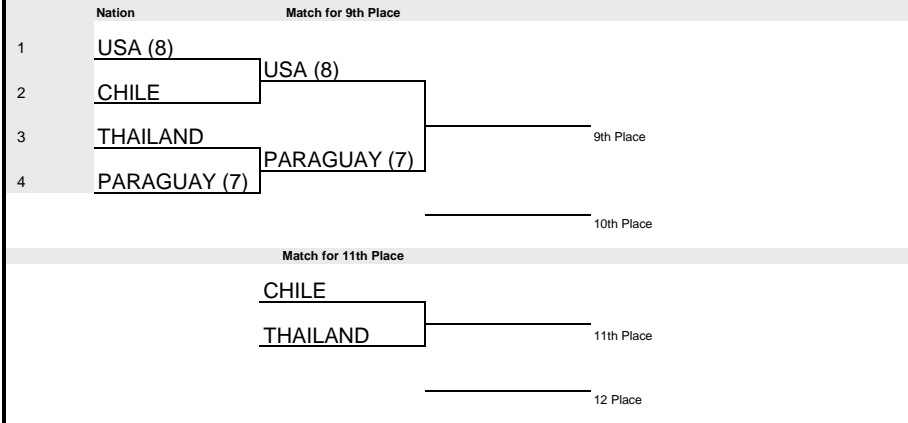 Nation Match for 9th Place
1 USA (8)
USA (8)
2 CHILE
3 THAILAND 9th Place
PARAGUAY (7)
4 PARAGUAY (7)
10th Place
Match for 11th Place
CHILE
THAILAND 11th Place
12 Place